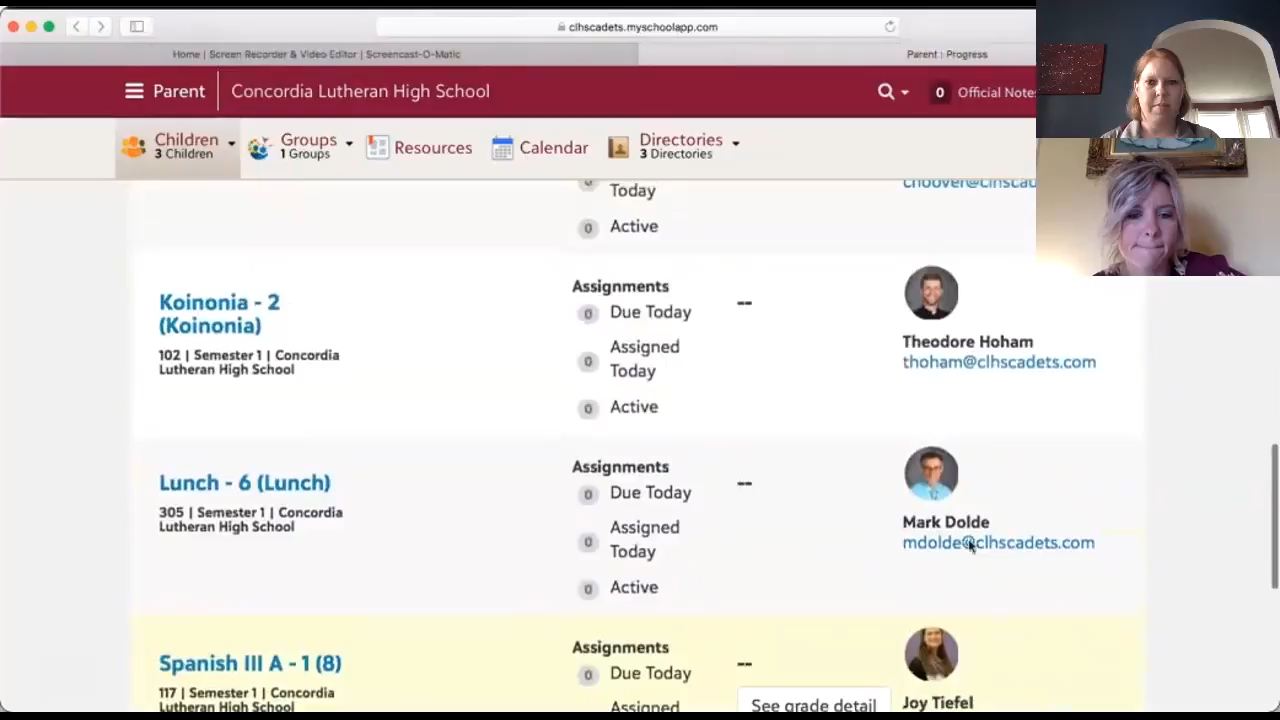 clhscadets.myschoolapp.com
Home | Screen Recorder & Video Editor | Screencast-O-Matic
Parent : Progress
Parent
Concordia Lutheran High School
0
Official Note
Children
3 Children
Groups
1 Groups
Resources
Calendar
Directories
3 Directories
Today
0 Active
Koinonia - 2
(Koinonia)
102 | Semester 1 | Concordia
Lutheran High School
Assignments
0 Due Today
0 Assigned
Today
0 Active
--
Theodore Hoham
thoham@clhscadets.com
Lunch - 6 (Lunch)
305 | Semester 1 | Concordia
Lutheran High School
Assignments
0 Due Today
0 Assigned
Today
0 Active
--
Mark Dolde
mdolde@clhscadets.com
Spanish III A - 1 (8)
117 | Semester 1 | Concordia
Lutheran High School
Assignments
0 Due Today
Assigned
--
See grade detail
Joy Tiefel